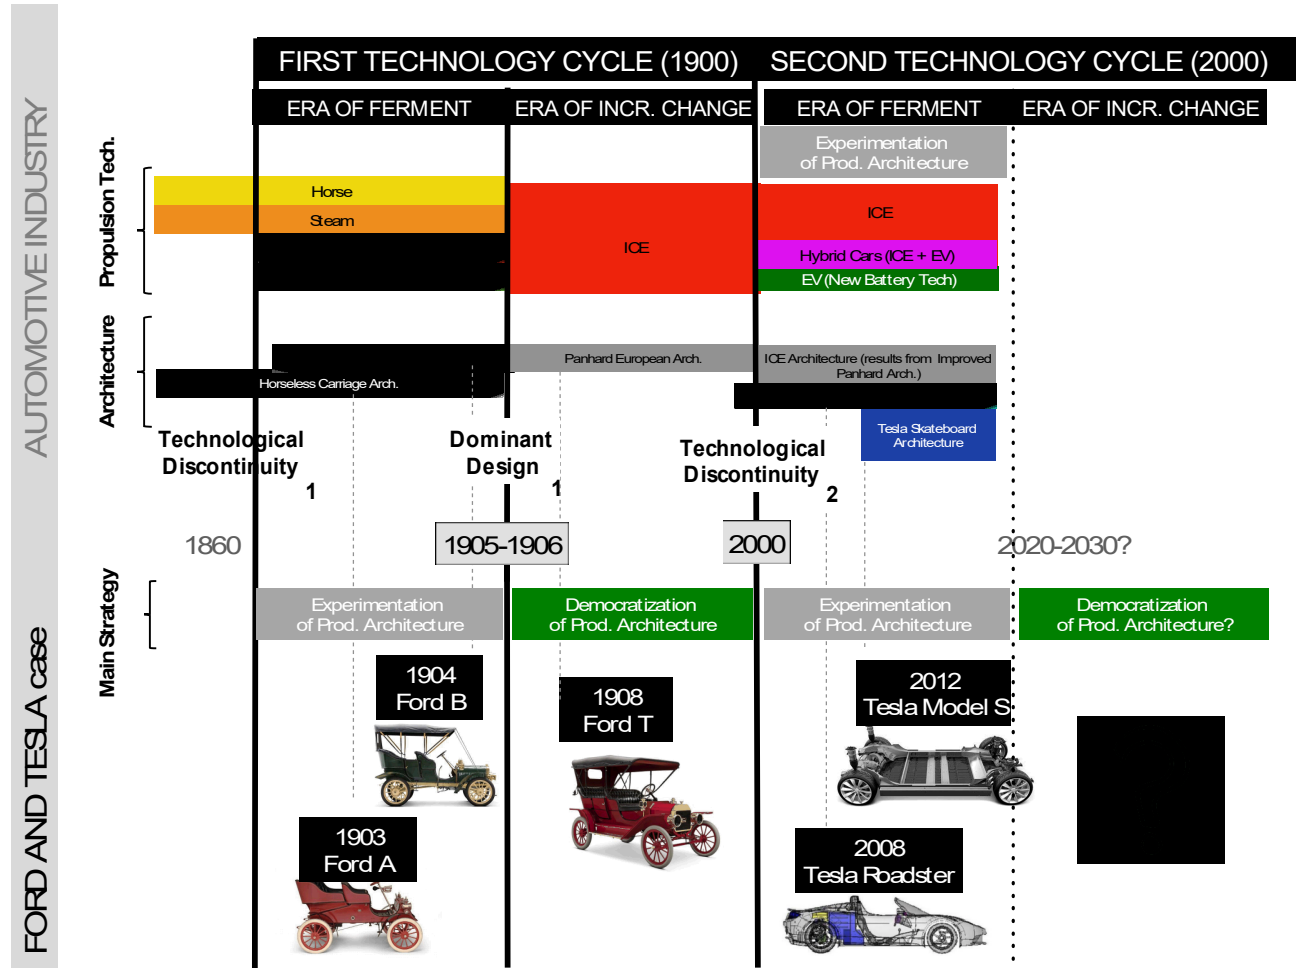 FIRST TECHNOLOGY CYCLE (1900)
SECOND TECHNOLOGY CYCLE (2000)
ERA OF FERMENT
ERA OF INCR. CHANGE
ERA OF FERMENT
ERA OF INCR. CHANGE
AUTOMOTIVE INDUSTRY
Propulsion Tech.
Experimentation
of Prod. Architecture
Horse
Steam
ICE
ICE
Hybrid Cars (ICE + EV)
EV (New Battery Tech)
Architecture
Horseless Carriage Arch.
Panhard European Arch.
ICE Architecture (results from Improved
Panhard Arch.)
Tesla Skateboard
Architecture
Technological
Discontinuity
1
Dominant
Design
1
Technological
Discontinuity
2
1860
1905-1906
2000
2020-2030?
FORD AND TESLA case
Main Strategy
Experimentation
of Prod. Architecture
Democratization
of Prod. Architecture
Experimentation
of Prod. Architecture
Democratization
of Prod. Architecture?
1904
Ford B
1908
Ford T
2012
Tesla Model S
1903
Ford A
2008
Tesla Roadster